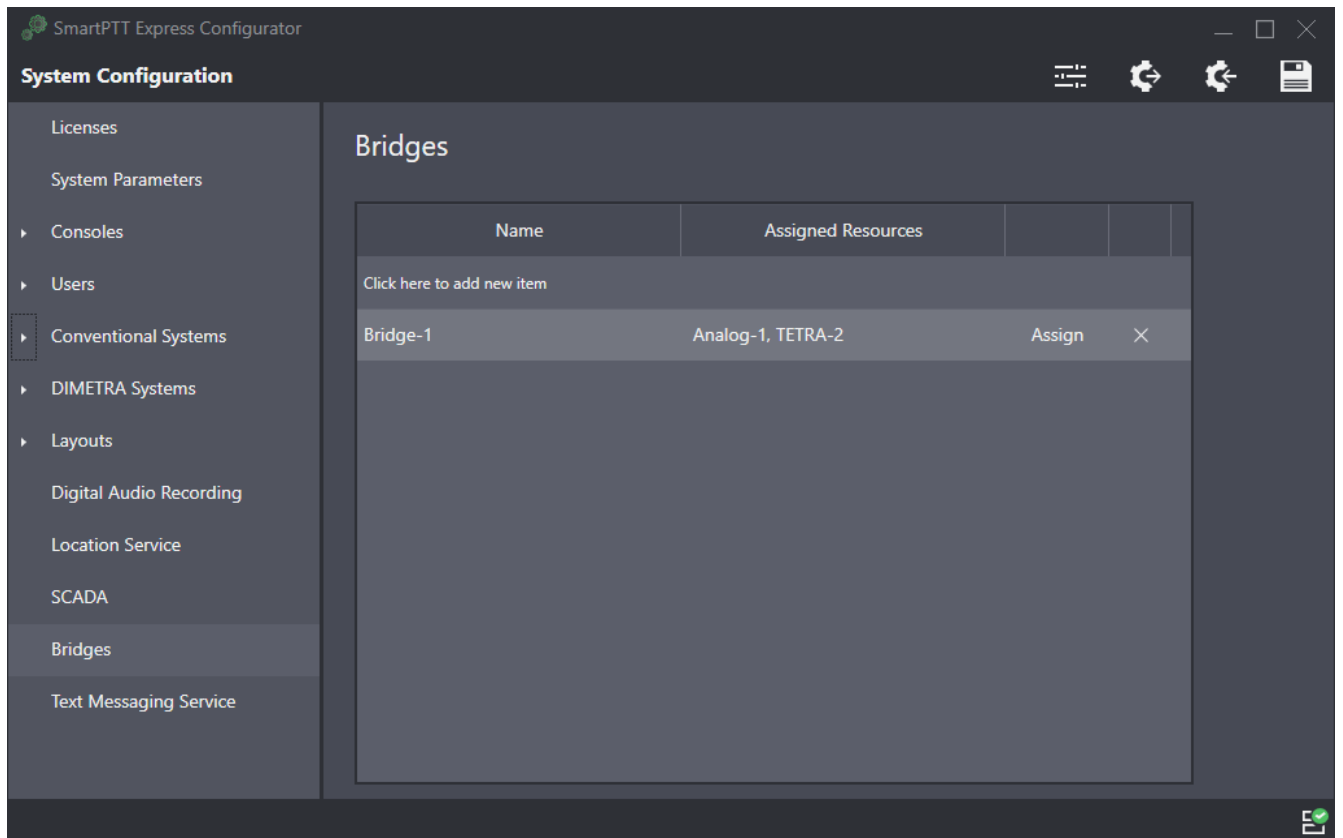 SmartPTT Express Configurator
System Configuration
Licenses
System Parameters
Consoles
Users
Conventional Systems
DIMETRA Systems
Layouts
Digital Audio Recording
Location Service
SCADA
Bridges
Text Messaging Service
Bridges
Name Assigned Resources
Click here to add new item
Bridge-1 Analog-1, TETRA-2 Assign